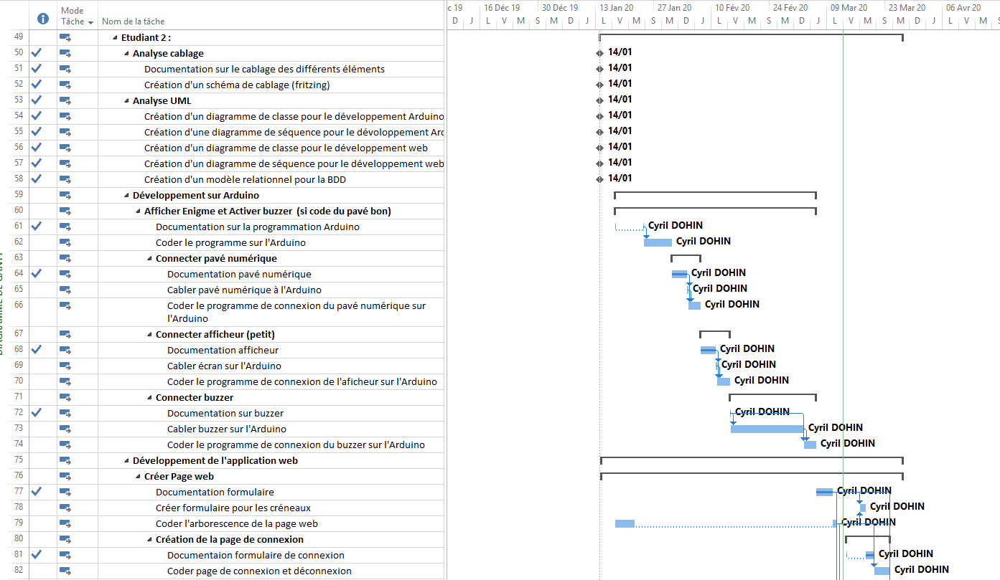 Mode
Tâche
Nom de la tâche
c 19 16 Déc 19 30 Déc 19 13 Jan 20 27 Jan 20 10 Fév 20 24 Fév 20 09 Mar 20 23 Mar 20 06 Avr 20
D J L V M S M D J L V M S M D J L V M S M D J L V M S
49 Etudiant 2 :
50 Analyse cablage 14/01
51 Documentation sur le cablage des différents éléments 14/01
52 Création d'un schéma de cablage (fritzing) 14/01
53 Analyse UML 14/01
54 Création d'un diagramme de classe pour le développement Arduino 14/01
55 Création d'une diagramme de séquence pour le dévoloppement Ard 14/01
56 Création d'un diagramme de classe pour le développement web 14/01
57 Création d'un diagramme de séquence pour le développement web 14/01
58 Création d'un modèle relationnel pour la BDD 14/01
59 Développement sur Arduino
60 Afficher Enigme et Activer buzzer (si code du pavé bon)
61 Documentation sur la programmation Arduino Cyril DOHIN
62 Coder le programme sur l'Arduino Cyril DOHIN
63 Connecter pavé numérique
64 Documentation pavé numérique Cyril DOHIN
65 Cabler pavé numérique à l'Arduino Cyril DOHIN
66 Coder le programme de connexion du pavé numérique sur Cyril DOHIN
l'Arduino
67 Connecter afficheur (petit)
68 Documentation afficheur Cyril DOHIN
69 Cabler écran sur l'Arduino Cyril DOHIN
70 Coder le programme de connexion de l'aficheur sur l'Arduino Cyril DOHIN
71 Connecter buzzer
72 Documentation sur buzzer Cyril DOHIN
73 Cabler buzzer sur l'Arduino Cyril DOHIN
74 Coder le programme de connexion du buzzer sur l'Arduino Cyril DOHIN
75 Développement de l'application web
76 Créer Page web
77 Documentation formulaire Cyril DOHIN
78 Créer formulaire pour les créneaux Cyril DOHIN
79 Coder l'arborescence de la page web Cyril DOHIN
80 Création de la page de connexion
81 Documentaion formulaire de connexion Cyril DOHIN
82 Coder page de connexion et déconnexion Cyril DOHIN